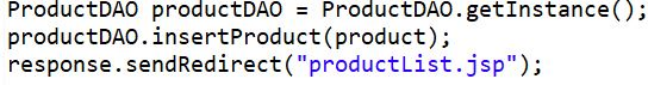 ProductDAO productDAO = ProductDAO.getInstance();
productDAO.insertProduct(product);
response.sendRedirect("productList.jsp");